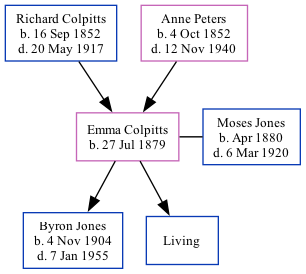 Richard Colpitts
b. 16 Sep 1852
d. 20 May 1917
Anne Peters
b. 4 Oct 1852
d. 12 Nov 1940
Emma Colpitts
b. 27 Jul 1879
Moses Jones
b. Apr 1880
d. 6 Mar 1920
Byron Jones
b. 4 Nov 1904
d. 7 Jan 1955
Living